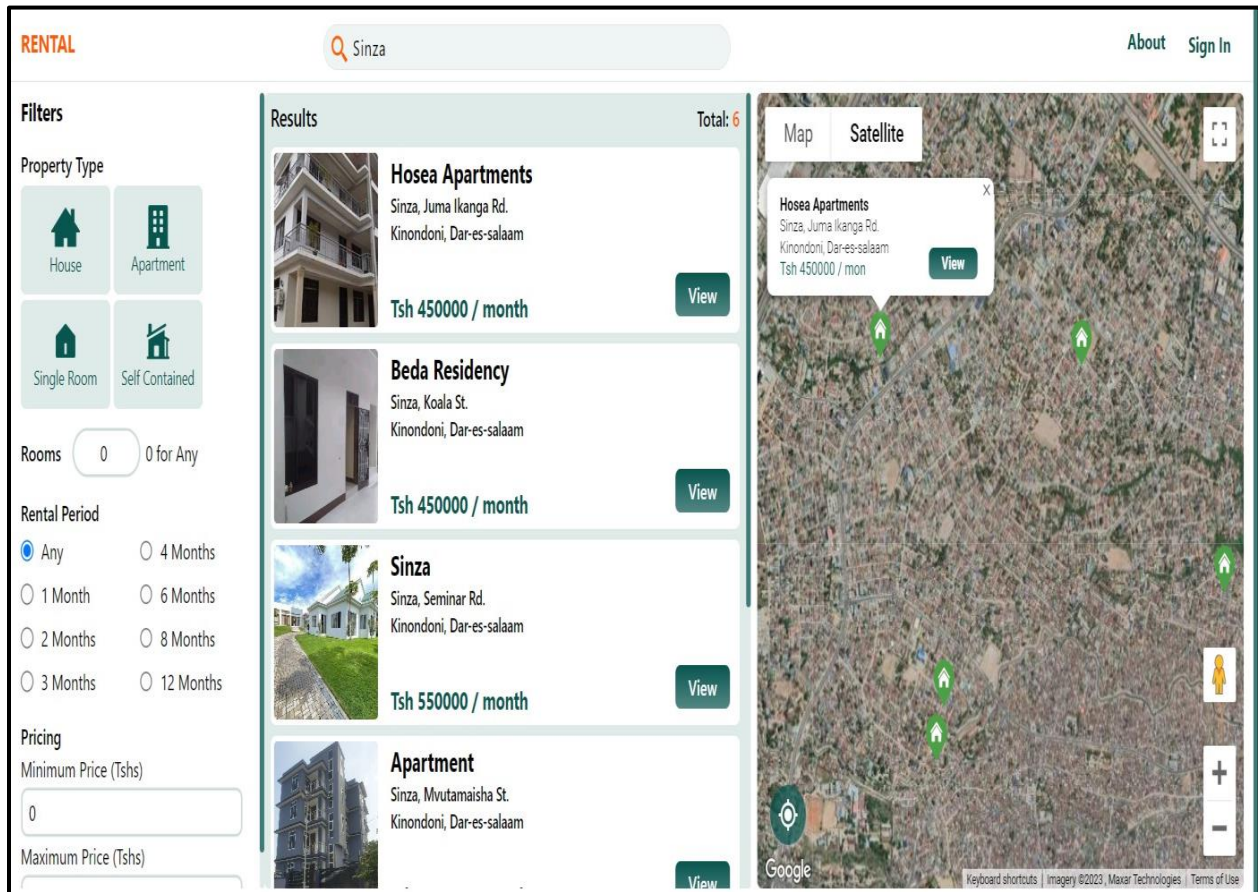 RENTAL
Sinza
About
Sign In
Filters
Property Type
House
Apartment
Single Room
Self Contained
Rooms
0
0 for Any
Rental Period
Any
4 Months
1 Month
6 Months
2 Months
8 Months
3 Months
12 Months
Pricing
Minimum Price (Tshs)
0
Maximum Price (Tshs)
Results
Total: 6
Hosea Apartments
Sinza, Juma Ikanga Rd.
Kinondoni, Dar-es-salaam
Tsh 450000 / month
View
Beda Residency
Sinza, Koala St.
Kinondoni, Dar-es-salaam
Tsh 450000 / month
View
Sinza
Sinza, Seminar Rd.
Kinondoni, Dar-es-salaam
Tsh 550000 / month
View
Apartment
Sinza, Mvutamaisha St.
Kinondoni, Dar-es-salaam
View
Map
Satellite
X
Hosea Apartments
Sinza, Juma Ikanga Rd.
Kinondoni, Dar-es-salaam
Tsh 450000 / mon
View
Google
Keyboard shortcuts
Imagery ©2023, Maxar Technologies
Terms of Use